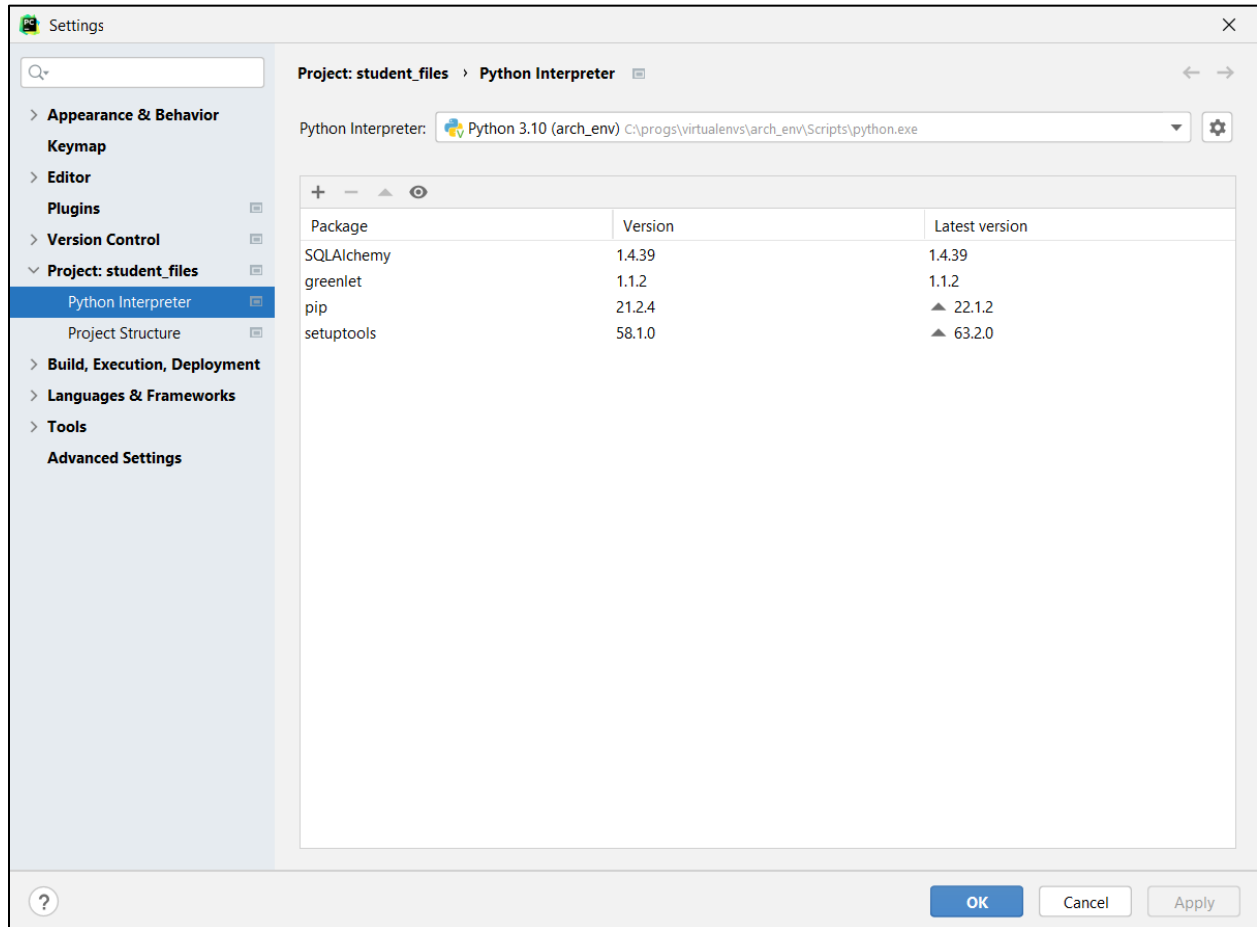 Settings
Project: student_files › Python Interpreter
Appearance & Behavior
Keymap
Editor
Plugins
Version Control
Project: student_files
Python Interpreter
Project Structure
Build, Execution, Deployment
Languages & Frameworks
Tools
Advanced Settings
Python Interpreter: Python 3.10 (arch_env) C:\progs\virtualenvs\arch_env\Scripts\python.exe
Package Version Latest version
SQLAlchemy 1.4.39 1.4.39
greenlet 1.1.2 1.1.2
pip 21.2.4 22.1.2
setuptools 58.1.0 63.2.0
? OK Cancel Apply